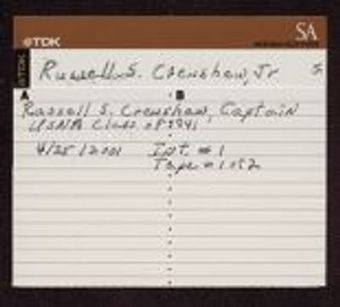 TDK
SA
TDK
Russell S. Crenshaw, Jr
A B
Russell S. Crenshaw, Captain
USNA Class of 1941
4/25/2001 Int. #1
Tape #1 of 2